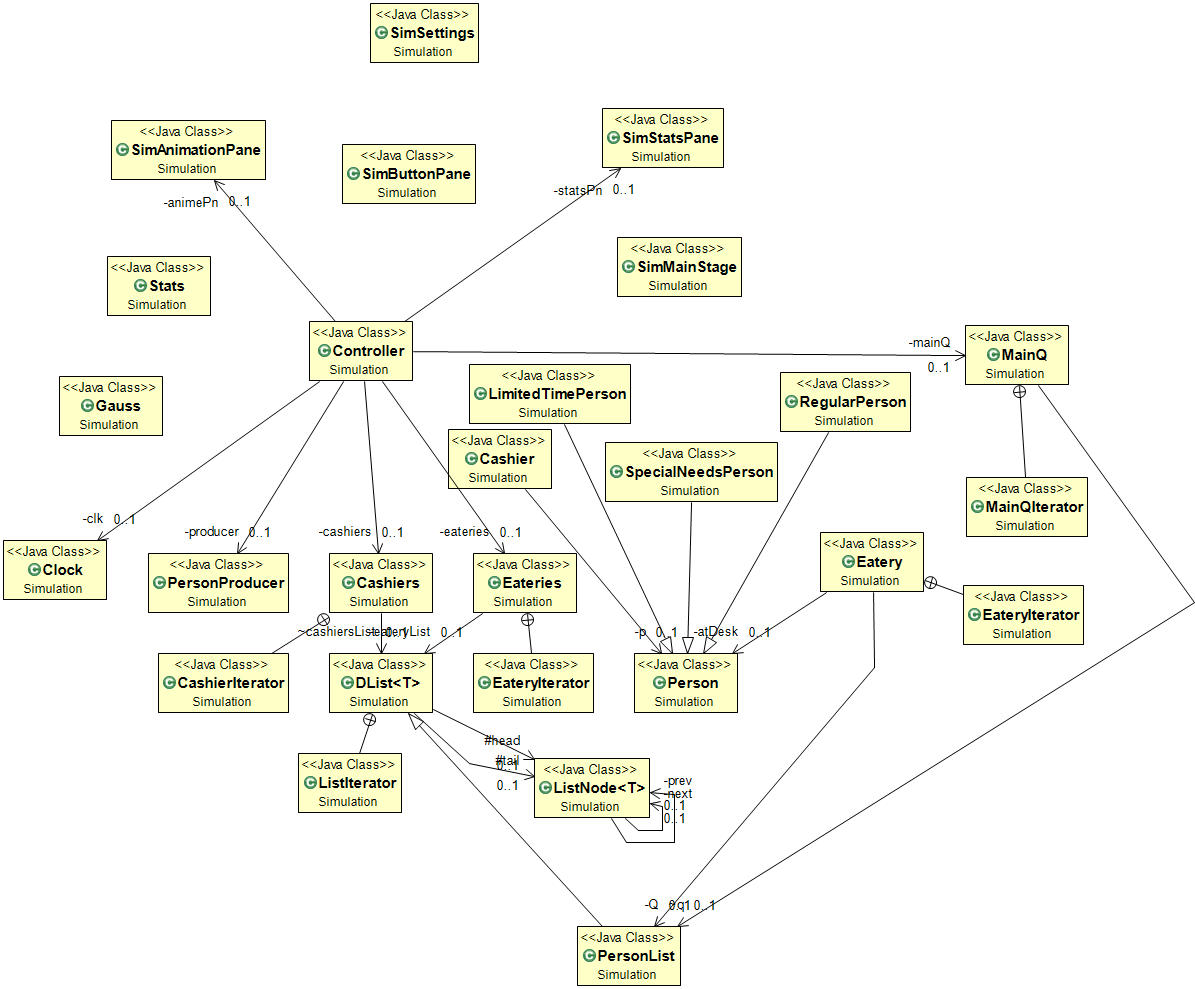 <<Java Class>>
SimSettings
Simulation
<<Java Class>>
SimStatsPane
Simulation
<<Java Class>>
SimAnimationPane
Simulation
<<Java Class>>
SimButtonPane
Simulation
-animePn 0..1
-statsPn 0..1
<<Java Class>>
SimMainStage
Simulation
<<Java Class>>
Stats
Simulation
<<Java Class>>
Controller
Simulation
-mainQ
0..1
<<Java Class>>
MainQ
Simulation
<<Java Class>>
LimitedTimePerson
Simulation
<<Java Class>>
RegularPerson
Simulation
<<Java Class>>
Gauss
Simulation
<<Java Class>>
Cashier
Simulation
<<Java Class>>
SpecialNeedsPerson
Simulation
<<Java Class>>
MainQIterator
Simulation
-clk 0..1
-producer 0..1
-cashiers 0..1
-eateries 0..1
<<Java Class>>
Clock
Simulation
<<Java Class>>
PersonProducer
Simulation
<<Java Class>>
Cashiers
Simulation
<<Java Class>>
Eateries
Simulation
<<Java Class>>
Eatery
Simulation
<<Java Class>>
EateryIterator
Simulation
~cashiersList 0..1
-eateryList 0..1
-p 0..1
-atDesk 0..1
<<Java Class>>
CashierIterator
Simulation
<<Java Class>>
DList<T>
Simulation
<<Java Class>>
EateryIterator
Simulation
<<Java Class>>
Person
Simulation
#head
0..1
#tail
0..1
<<Java Class>>
ListIterator
Simulation
<<Java Class>>
ListNode<T>
Simulation
-prev
-next
0..1
0..1
-Q 0..1
q1 0..1
<<Java Class>>
PersonList
Simulation